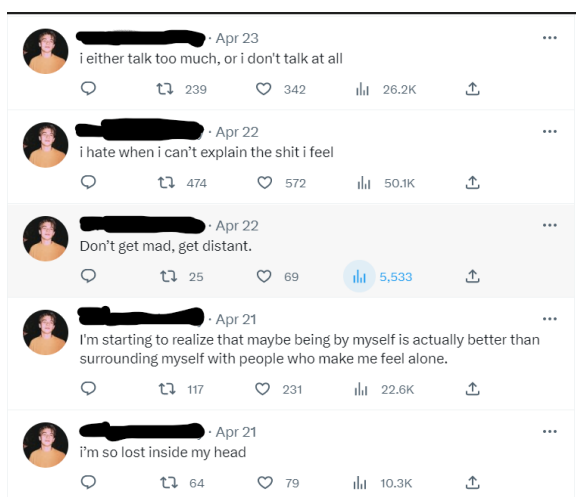 · Apr 23
i either talk too much, or i don't talk at all
239 342 26.2K
· Apr 22
i hate when i can’t explain the shit i feel
474 572 50.1K
· Apr 22
Don’t get mad, get distant.
25 69 5,533
· Apr 21
I'm starting to realize that maybe being by myself is actually better than
surrounding myself with people who make me feel alone.
117 231 22.6K
· Apr 21
i’m so lost inside my head
64 79 10.3K